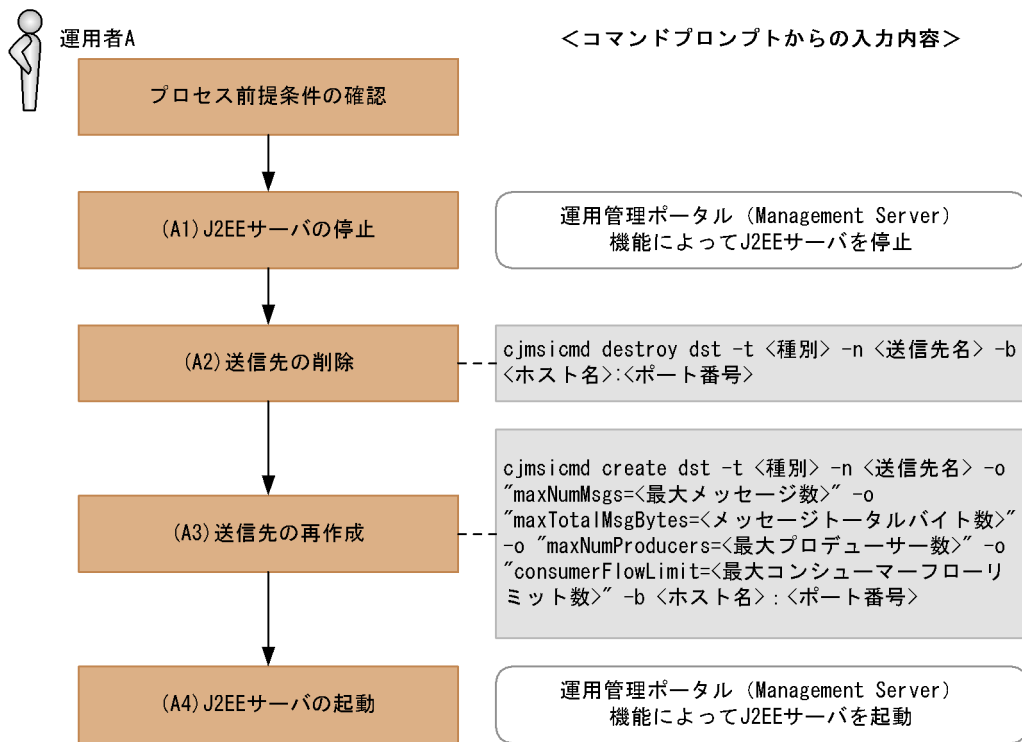 運用者A
＜コマンドプロンプトからの入力内容＞
プロセス前提条件の確認
(A1)J2EEサーバの停止
運用管理ポータル（Management Server）
機能によってJ2EEサーバを停止
(A2)送信先の削除
cjmsicmd destroy dst -t <種別> -n <送信先名> -b
<ホスト名>:<ポート番号>
(A3)送信先の再作成
cjmsicmd create dst -t <種別> -n <送信先名> -o
"maxNumMsgs=<最大メッセージ数>" -o
"maxTotalMsgBytes=<メッセージトータルバイト数>"
-o "maxNumProducers=<最大プロデューサー数>" -o
"consumerFlowLimit=<最大コンシューマーフローリ
ミット数>" -b <ホスト名>：<ポート番号>
(A4)J2EEサーバの起動
運用管理ポータル（Management Server）
機能によってJ2EEサーバを起動